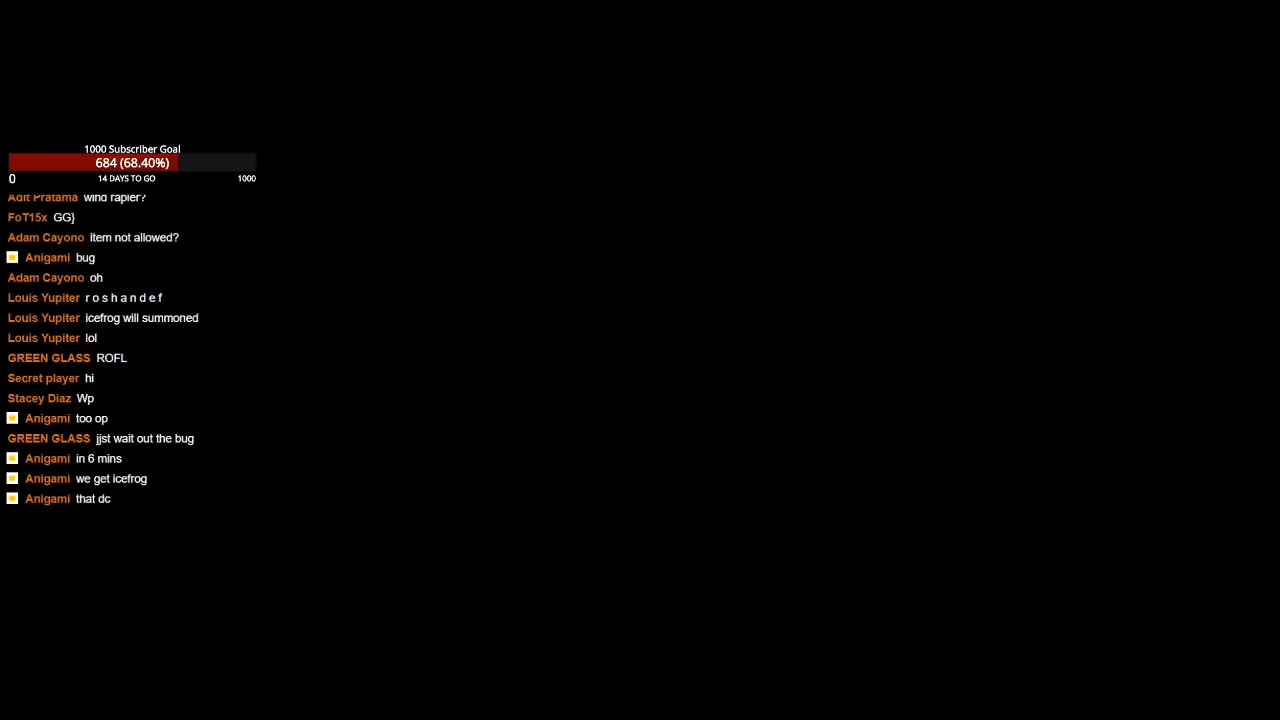 1000 Subscriber Goal
684 (68.40%)
0 14 DAYS TO GO 1000
Adit Pratama wind rapier?
FoT15x GG}
Adam Cayono item not allowed?
Anigami bug
Adam Cayono oh
Louis Yupiter r o s h a n d e f
Louis Yupiter icefrog will summoned
Louis Yupiter lol
GREEN GLASS ROFL
Secret player hi
Stacey Diaz Wp
Anigami too op
GREEN GLASS jjst wait out the bug
Anigami in 6 mins
Anigami we get icefrog
Anigami that dc